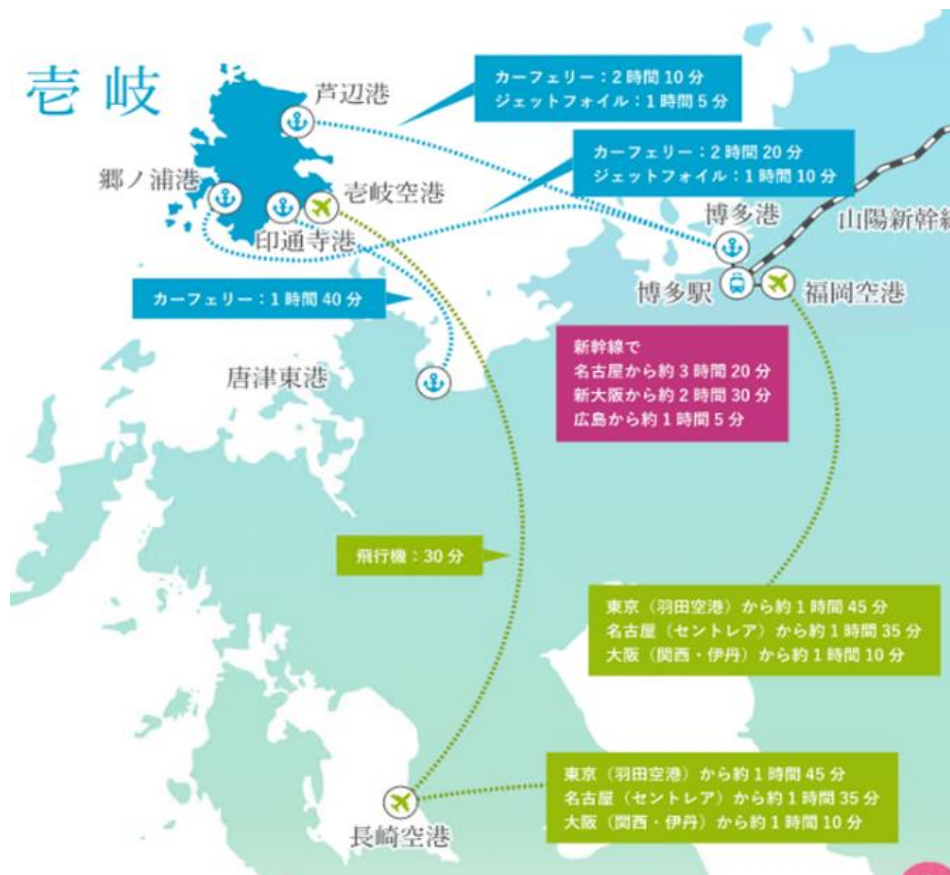 壱岐
芦辺港
カーフェリー：2時間10分
ジェットフォイル：1時間5分
カーフェリー：2時間20分
ジェットフォイル：1時間10分
郷ノ浦港
壱岐空港
印通寺港
博多港
山陽新幹線
博多駅
福岡空港
カーフェリー：1時間40分
唐津東港
新幹線で
名古屋から約3時間20分
新大阪から約2時間30分
広島から約1時間5分
飛行機：30分
東京（羽田空港）から約1時間45分
名古屋（セントレア）から約1時間35分
大阪（関西・伊丹）から約1時間10分
東京（羽田空港）から約1時間45分
名古屋（セントレア）から約1時間35分
大阪（関西・伊丹）から約1時間10分
長崎空港